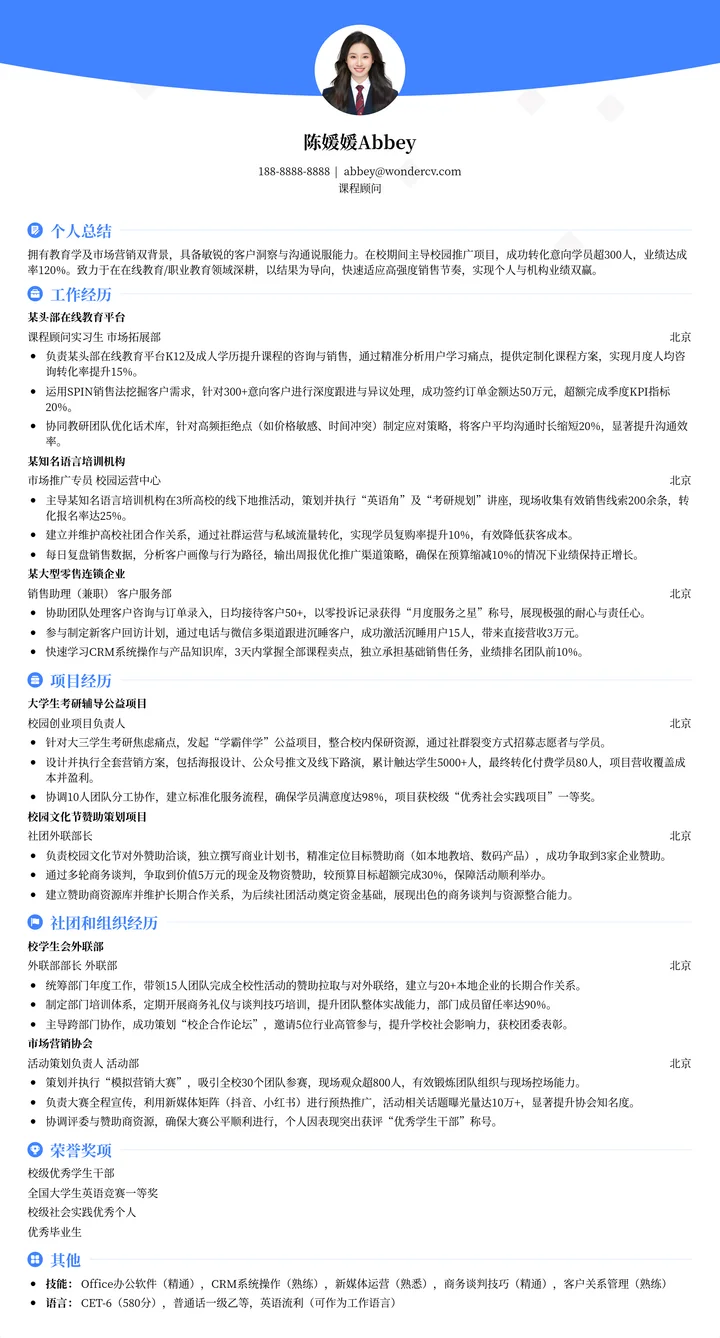 陈媛媛Abbey
188-8888-8888 | abbey@wondercv.com
课程顾问
个人总结
拥有教育学及市场营销双背景，具备敏锐的客户洞察与沟通说服能力。在校期间主导校园推广项目，成功转化意向学员超300人，业绩达成
率120%。致力于在在线教育/职业教育领域深耕，以结果为导向，快速适应高强度销售节奏，实现个人与机构业绩双赢。
工作经历
某头部在线教育平台
课程顾问实习生 市场拓展部 北京
• 负责某头部在线教育平台K12及成人学历提升课程的咨询与销售，通过精准分析用户学习痛点，提供定制化课程方案，实现月度人均咨
询转化率提升15%。
• 运用SPIN销售法挖掘客户需求，针对300+意向客户进行深度跟进与异议处理，成功签约订单金额达50万元，超额完成季度KPI指标
20%。
• 协同教研团队优化话术库，针对高频拒绝点（如价格敏感、时间冲突）制定应对策略，将客户平均沟通时长缩短20%，显著提升沟通效
率。
某知名语言培训机构
市场推广专员 校园运营中心 北京
• 主导某知名语言培训机构在3所高校的线下地推活动，策划并执行“英语角”及“考研规划”讲座，现场收集有效销售线索200余条，转
化报名率达25%。
• 建立并维护高校社团合作关系，通过社群运营与私域流量转化，实现学员复购率提升10%，有效降低获客成本。
• 每日复盘销售数据，分析客户画像与行为路径，输出周报优化推广渠道策略，确保在预算缩减10%的情况下业绩保持正增长。
某大型零售连锁企业
销售助理（兼职） 客户服务部 北京
• 协助团队处理客户咨询与订单录入，日均接待客户50+，以零投诉记录获得“月度服务之星”称号，展现极强的耐心与责任心。
• 参与制定新客户回访计划，通过电话与微信多渠道跟进沉睡客户，成功激活沉睡用户15人，带来直接营收3万元。
• 快速学习CRM系统操作与产品知识库，3天内掌握全部课程卖点，独立承担基础销售任务，业绩排名团队前10%。
项目经历
大学生考研辅导公益项目
校园创业项目负责人 北京
• 针对大三学生考研焦虑痛点，发起“学霸伴学”公益项目，整合校内保研资源，通过社群裂变方式招募志愿者与学员。
• 设计并执行全套营销方案，包括海报设计、公众号推文及线下路演，累计触达学生5000+人，最终转化付费学员80人，项目营收覆盖成
本并盈利。
• 协调10人团队分工协作，建立标准化服务流程，确保学员满意度达98%，项目获校级“优秀社会实践项目”一等奖。
校园文化节赞助策划项目
社团外联部长 北京
• 负责校园文化节对外赞助洽谈，独立撰写商业计划书，精准定位目标赞助商（如本地教培、数码产品），成功争取到3家企业赞助。
• 通过多轮商务谈判，争取到价值5万元的现金及物资赞助，较预算目标超额完成30%，保障活动顺利举办。
• 建立赞助商资源库并维护长期合作关系，为后续社团活动奠定资金基础，展现出色的商务谈判与资源整合能力。
社团和组织经历
校学生会外联部
外联部部长 外联部 北京
• 统筹部门年度工作，带领15人团队完成全校性活动的赞助拉取与对外联络，建立与20+本地企业的长期合作关系。
• 制定部门培训体系，定期开展商务礼仪与谈判技巧培训，提升团队整体实战能力，部门成员留任率达90%。
• 主导跨部门协作，成功策划“校企合作论坛”，邀请5位行业高管参与，提升学校社会影响力，获校团委表彰。
市场营销协会
活动策划负责人 活动部 北京
• 策划并执行“模拟营销大赛”，吸引全校30个团队参赛，现场观众超800人，有效锻炼团队组织与现场控场能力。
• 负责大赛全程宣传，利用新媒体矩阵（抖音、小红书）进行预热推广，活动相关话题曝光量达10万+，显著提升协会知名度。
• 协调评委与赞助商资源，确保大赛公平顺利进行，个人因表现突出获评“优秀学生干部”称号。
荣誉奖项
校级优秀学生干部
全国大学生英语竞赛一等奖
校级社会实践优秀个人
优秀毕业生
其他
• 技能： Office办公软件（精通），CRM系统操作（熟练），新媒体运营（熟悉），商务谈判技巧（精通），客户关系管理（熟练）
• 语言： CET-6（580分），普通话一级乙等，英语流利（可作为工作语言）